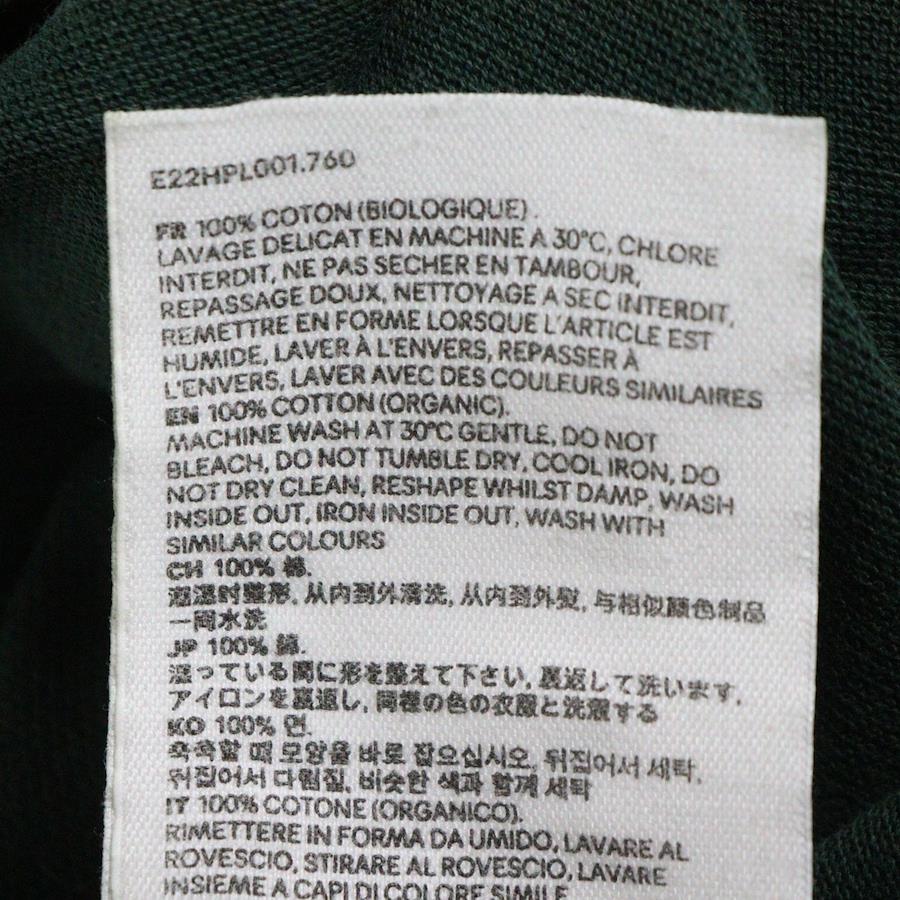 E22HPL001.760
FR 100% COTON (BIOLOGIQUE).
LAVAGE DELICAT EN MACHINE A 30°C, CHLORE
INTERDIT, NE PAS SECHER EN TAMBOUR,
REPASSAGE DOUX, NETTOYAGE A SEC INTERDIT,
REMETTRE EN FORME LORSQUE L'ARTICLE EST
HUMIDE, LAVER À L'ENVERS, REPASSER À
L'ENVERS, LAVER AVEC DES COULEURS SIMILAIRES
EN 100% COTTON (ORGANIC).
MACHINE WASH AT 30°C GENTLE, DO NOT
BLEACH, DO NOT TUMBLE DRY, COOL IRON, DO
NOT DRY CLEAN, RESHAPE WHILST DAMP, WASH
INSIDE OUT, IRON INSIDE OUT, WASH WITH
SIMILAR COLOURS
CH 100% 棉.
潮湿时整形, 从内到外清洗, 从内到外熨, 与相似颜色制品
一同水洗
JP 100% 綿.
湿っている間に形を整えて下さい, 裏返して洗います,
アイロンを裏返し, 同様の色の衣服と洗濯する
KO 100% 면.
축축할 때 모양을 바로 잡으십시오, 뒤집어서 세탁,
뒤집어서 다림질, 비슷한 색과 함께 세탁
IT 100% COTONE (ORGANICO).
RIMETTERE IN FORMA DA UMIDO, LAVARE AL
ROVESCIO, STIRARE AL ROVESCIO, LAVARE
INSIEME A CAPI DI COLORE SIMILE